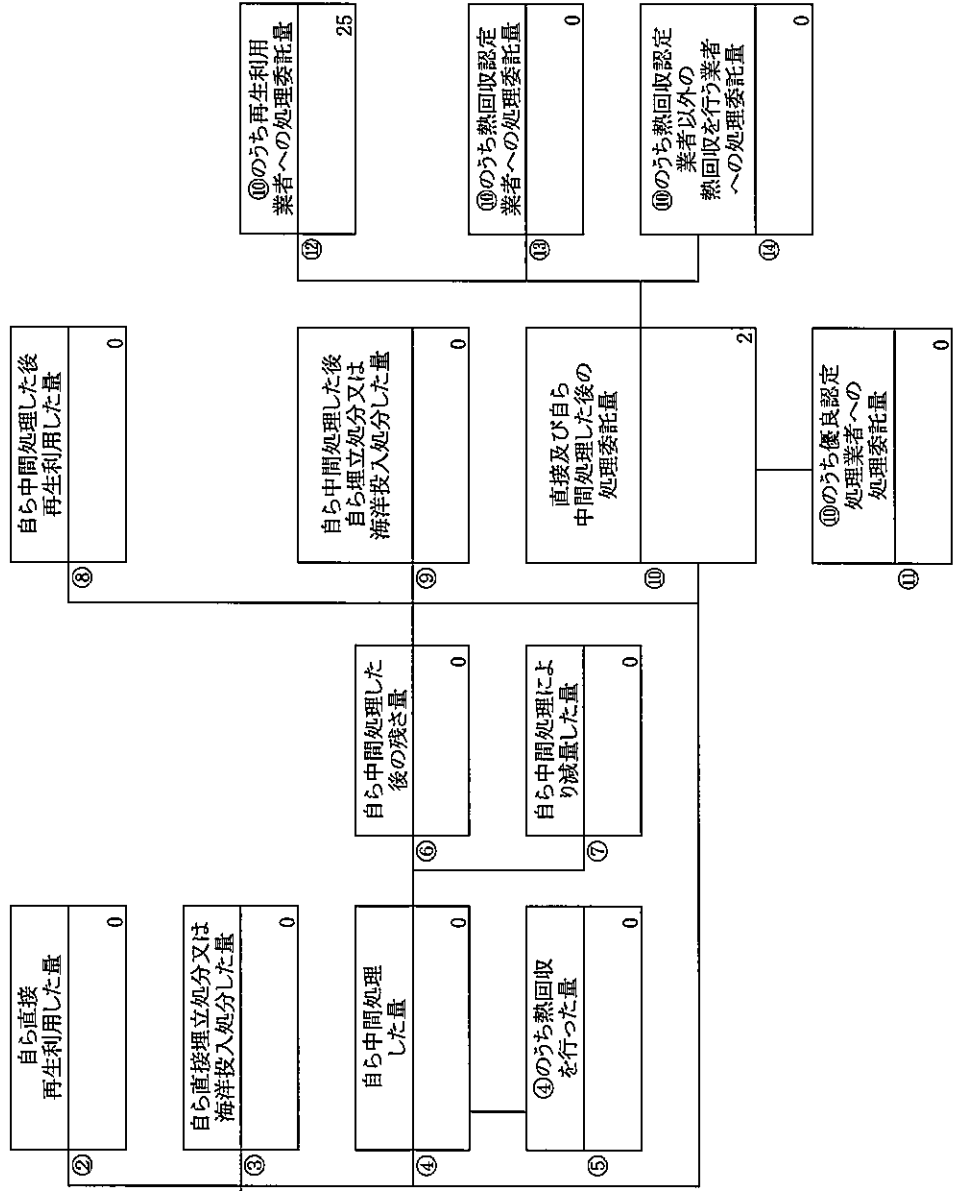 ②
自ら直接
再生利用した量
0
③
自ら直接埋立処分又は
海洋投入処分した量
0
④
自ら中間処理
した量
0
⑤
④のうち熱回収
を行った量
0
⑥
自ら中間処理した
後の残さ量
0
⑦
自ら中間処理によ
り減量した量
0
⑧
自ら中間処理した後
再生利用した量
0
⑨
自ら中間処理した後
自ら埋立処分又は
海洋投入処分した量
0
⑩
直接及び自ら
中間処理した後の
処理委託量
2
⑪
⑩のうち優良認定
処理業者への
処理委託量
0
⑫
⑩のうち再生利用
業者への処理委託量
25
⑬
⑩のうち熱回収認定
業者への処理委託量
0
⑭
⑩のうち熱回収認定
業者以外の
熱回収を行う業者
への処理委託量
0